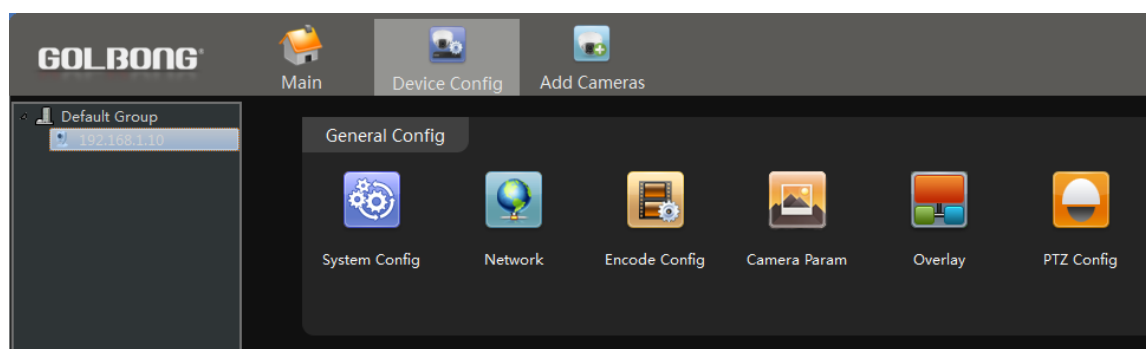 GOLBONG®
Main
Device Config
Add Cameras
Default Group
192.168.1.10
General Config
System Config
Network
Encode Config
Camera Param
Overlay
PTZ Config